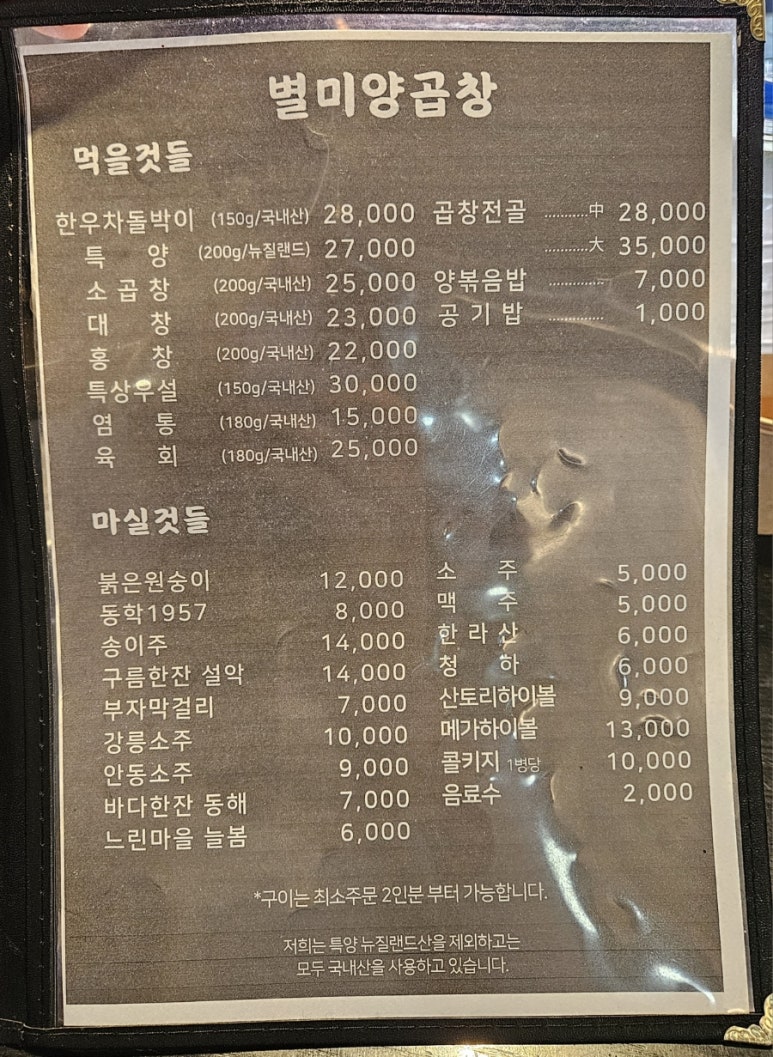 별미양곱창
먹을것들
한우차돌박이 (150g/국내산) 28,000
특 양 (200g/뉴질랜드) 27,000
소 곱 창 (200g/국내산) 25,000
대 창 (200g/국내산) 23,000
홍 창 (200g/국내산) 22,000
특상우설 (150g/국내산) 30,000
염 통 (180g/국내산) 15,000
육 회 (180g/국내산) 25,000
곱창전골 ...........中 28,000
...........大 35,000
양볶음밥 .............. 7,000
공 기 밥 .............. 1,000
마실것들
붉은원숭이 12,000
동학1957 8,000
송이주 14,000
구름한잔 설악 14,000
부자막걸리 7,000
강릉소주 10,000
안동소주 9,000
바다한잔 동해 7,000
느린마을 늘봄 6,000
소 주 5,000
맥 주 5,000
한 라 산 6,000
청 하 6,000
산토리하이볼 9,000
메가하이볼 13,000
콜키지 1병당 10,000
음료수 2,000
*구이는 최소주문 2인분 부터 가능합니다.
저희는 특양 뉴질랜드산을 제외하고는
모두 국내산을 사용하고 있습니다.